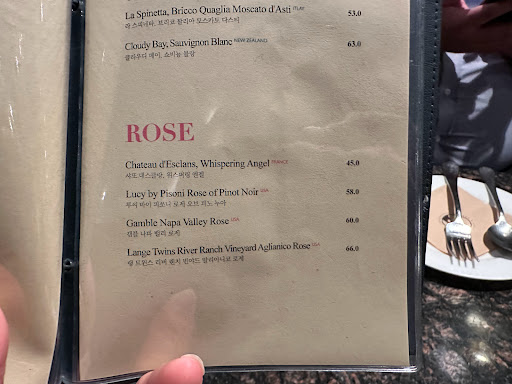 La Spinetta, Bricco Quaglia Moscato d'Asti ITALY 53.0
라 스피네타, 브리코 콸리아 모스카토 다스티
Cloudy Bay, Sauvignon Blanc NEW ZEALAND 63.0
클라우디 베이, 쇼비뇽 블랑
ROSE
Chateau d'Esclans, Whispering Angel FRANCE 45.0
샤또 데스끌랑, 위스퍼링 엔젤
Lucy by Pisoni Rose of Pinot Noir USA 58.0
루시 바이 피소니 로제 오브 피노 누아
Gamble Napa Valley Rose USA 60.0
갬블 나파 밸리 로제
Lange Twins River Ranch Vineyard Aglianico Rose USA 66.0
랑 트윈스 리버 랜치 빈야드 알리아니코 로제